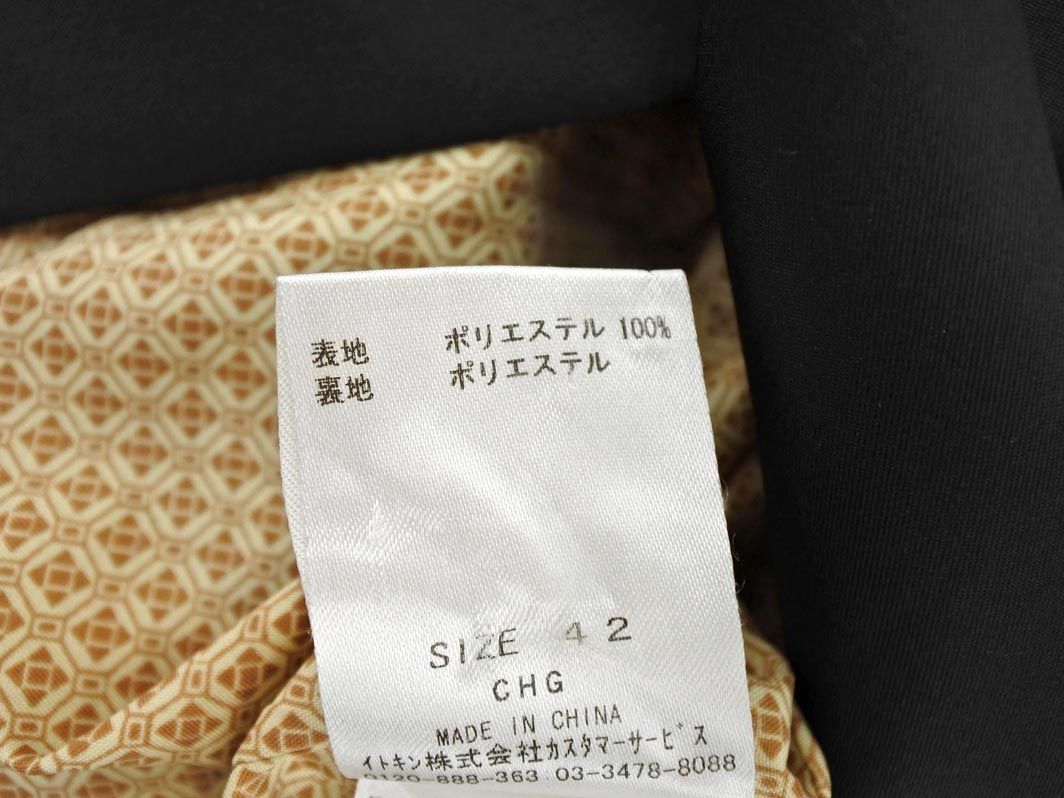 表地 ポリエステル 100%
裏地 ポリエステル
SIZE 42
CHG
MADE IN CHINA
イトキン株式会社カスタマーサービス
0120-888-363 03-3478-8088